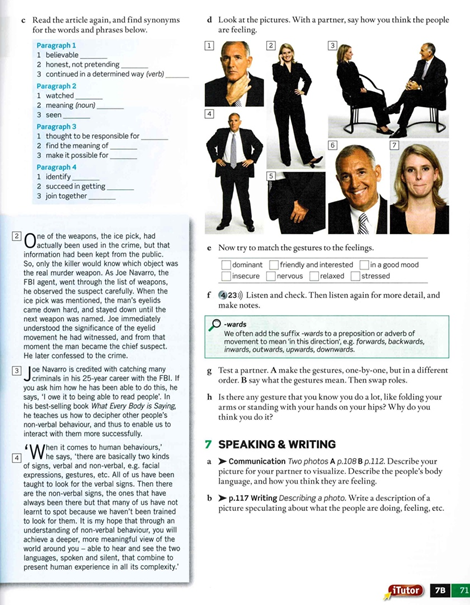 c Read the article again, and find synonyms
for the words and phrases below.
Paragraph 1
1 believable
2 honest, not pretending
3 continued in a determined way (verb)
Paragraph 2
1 watched
2 meaning (noun)
3 seen
Paragraph 3
1 thought to be responsible for
2 find the meaning of
3 make it possible for
Paragraph 4
1 identify
2 succeed in getting
3 join together
2 One of the weapons, the ice pick, had
actually been used in the crime, but that
information had been kept from the public.
So, only the killer would know which object was
the real murder weapon. As Joe Navarro, the
FBI agent, went through the list of weapons,
he observed the suspect carefully. When the
ice pick was mentioned, the man's eyelids
came down hard, and stayed down until the
next weapon was named. Joe immediately
understood the significance of the eyelid
movement he had witnessed, and from that
moment the man became the chief suspect.
He later confessed to the crime.
3 Joe Navarro is credited with catching many
criminals in his 25-year career with the FBI. If
you ask him how he has been able to do this, he
says, 'I owe it to being able to read people'. In
his best-selling book What Every Body is Saying,
he teaches us how to decipher other people's
non-verbal behaviour, and thus to enable us to
interact with them more successfully.
4 'When it comes to human behaviours,'
he says, 'there are basically two kinds
of signs, verbal and non-verbal, e.g. facial
expressions, gestures, etc. All of us have been
taught to look for the verbal signs. Then there
are the non-verbal signs, the ones that have
always been there but that many of us have not
learnt to spot because we haven't been trained
to look for them. It is my hope that through an
understanding of non-verbal behaviour, you will
achieve a deeper, more meaningful view of the
world around you – able to hear and see the two
languages, spoken and silent, that combine to
present human experience in all its complexity.'
d Look at the pictures. With a partner, say how you think the people
are feeling.
1
2
3
4
5
6
7
e Now try to match the gestures to the feelings.
dominant friendly and interested in a good mood
insecure nervous relaxed stressed
f 4 23 Listen and check. Then listen again for more detail, and
make notes.
-wards
We often add the suffix -wards to a preposition or adverb of
movement to mean 'in this direction', e.g. forwards, backwards,
inwards, outwards, upwards, downwards.
g Test a partner. A make the gestures, one-by-one, but in a different
order. B say what the gestures mean. Then swap roles.
h Is there any gesture that you know you do a lot, like folding your
arms or standing with your hands on your hips? Why do you
think you do it?
7 SPEAKING & WRITING
a Communication Two photos A p.108 B p.112. Describe your
picture for your partner to visualize. Describe the people's body
language, and how you think they are feeling.
b p.117 Writing Describing a photo. Write a description of a
picture speculating about what the people are doing, feeling, etc.
iTutor 7B 71